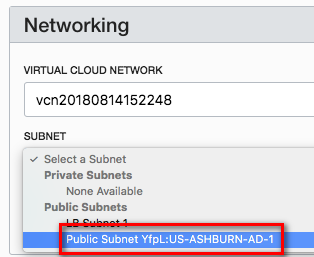 Networking
VIRTUAL CLOUD NETWORK
vcn20180814152248
SUBNET
✓ Select a Subnet
Private Subnets
None Available
Public Subnets
LB Subnet 1
Public Subnet YfpL:US-ASHBURN-AD-1